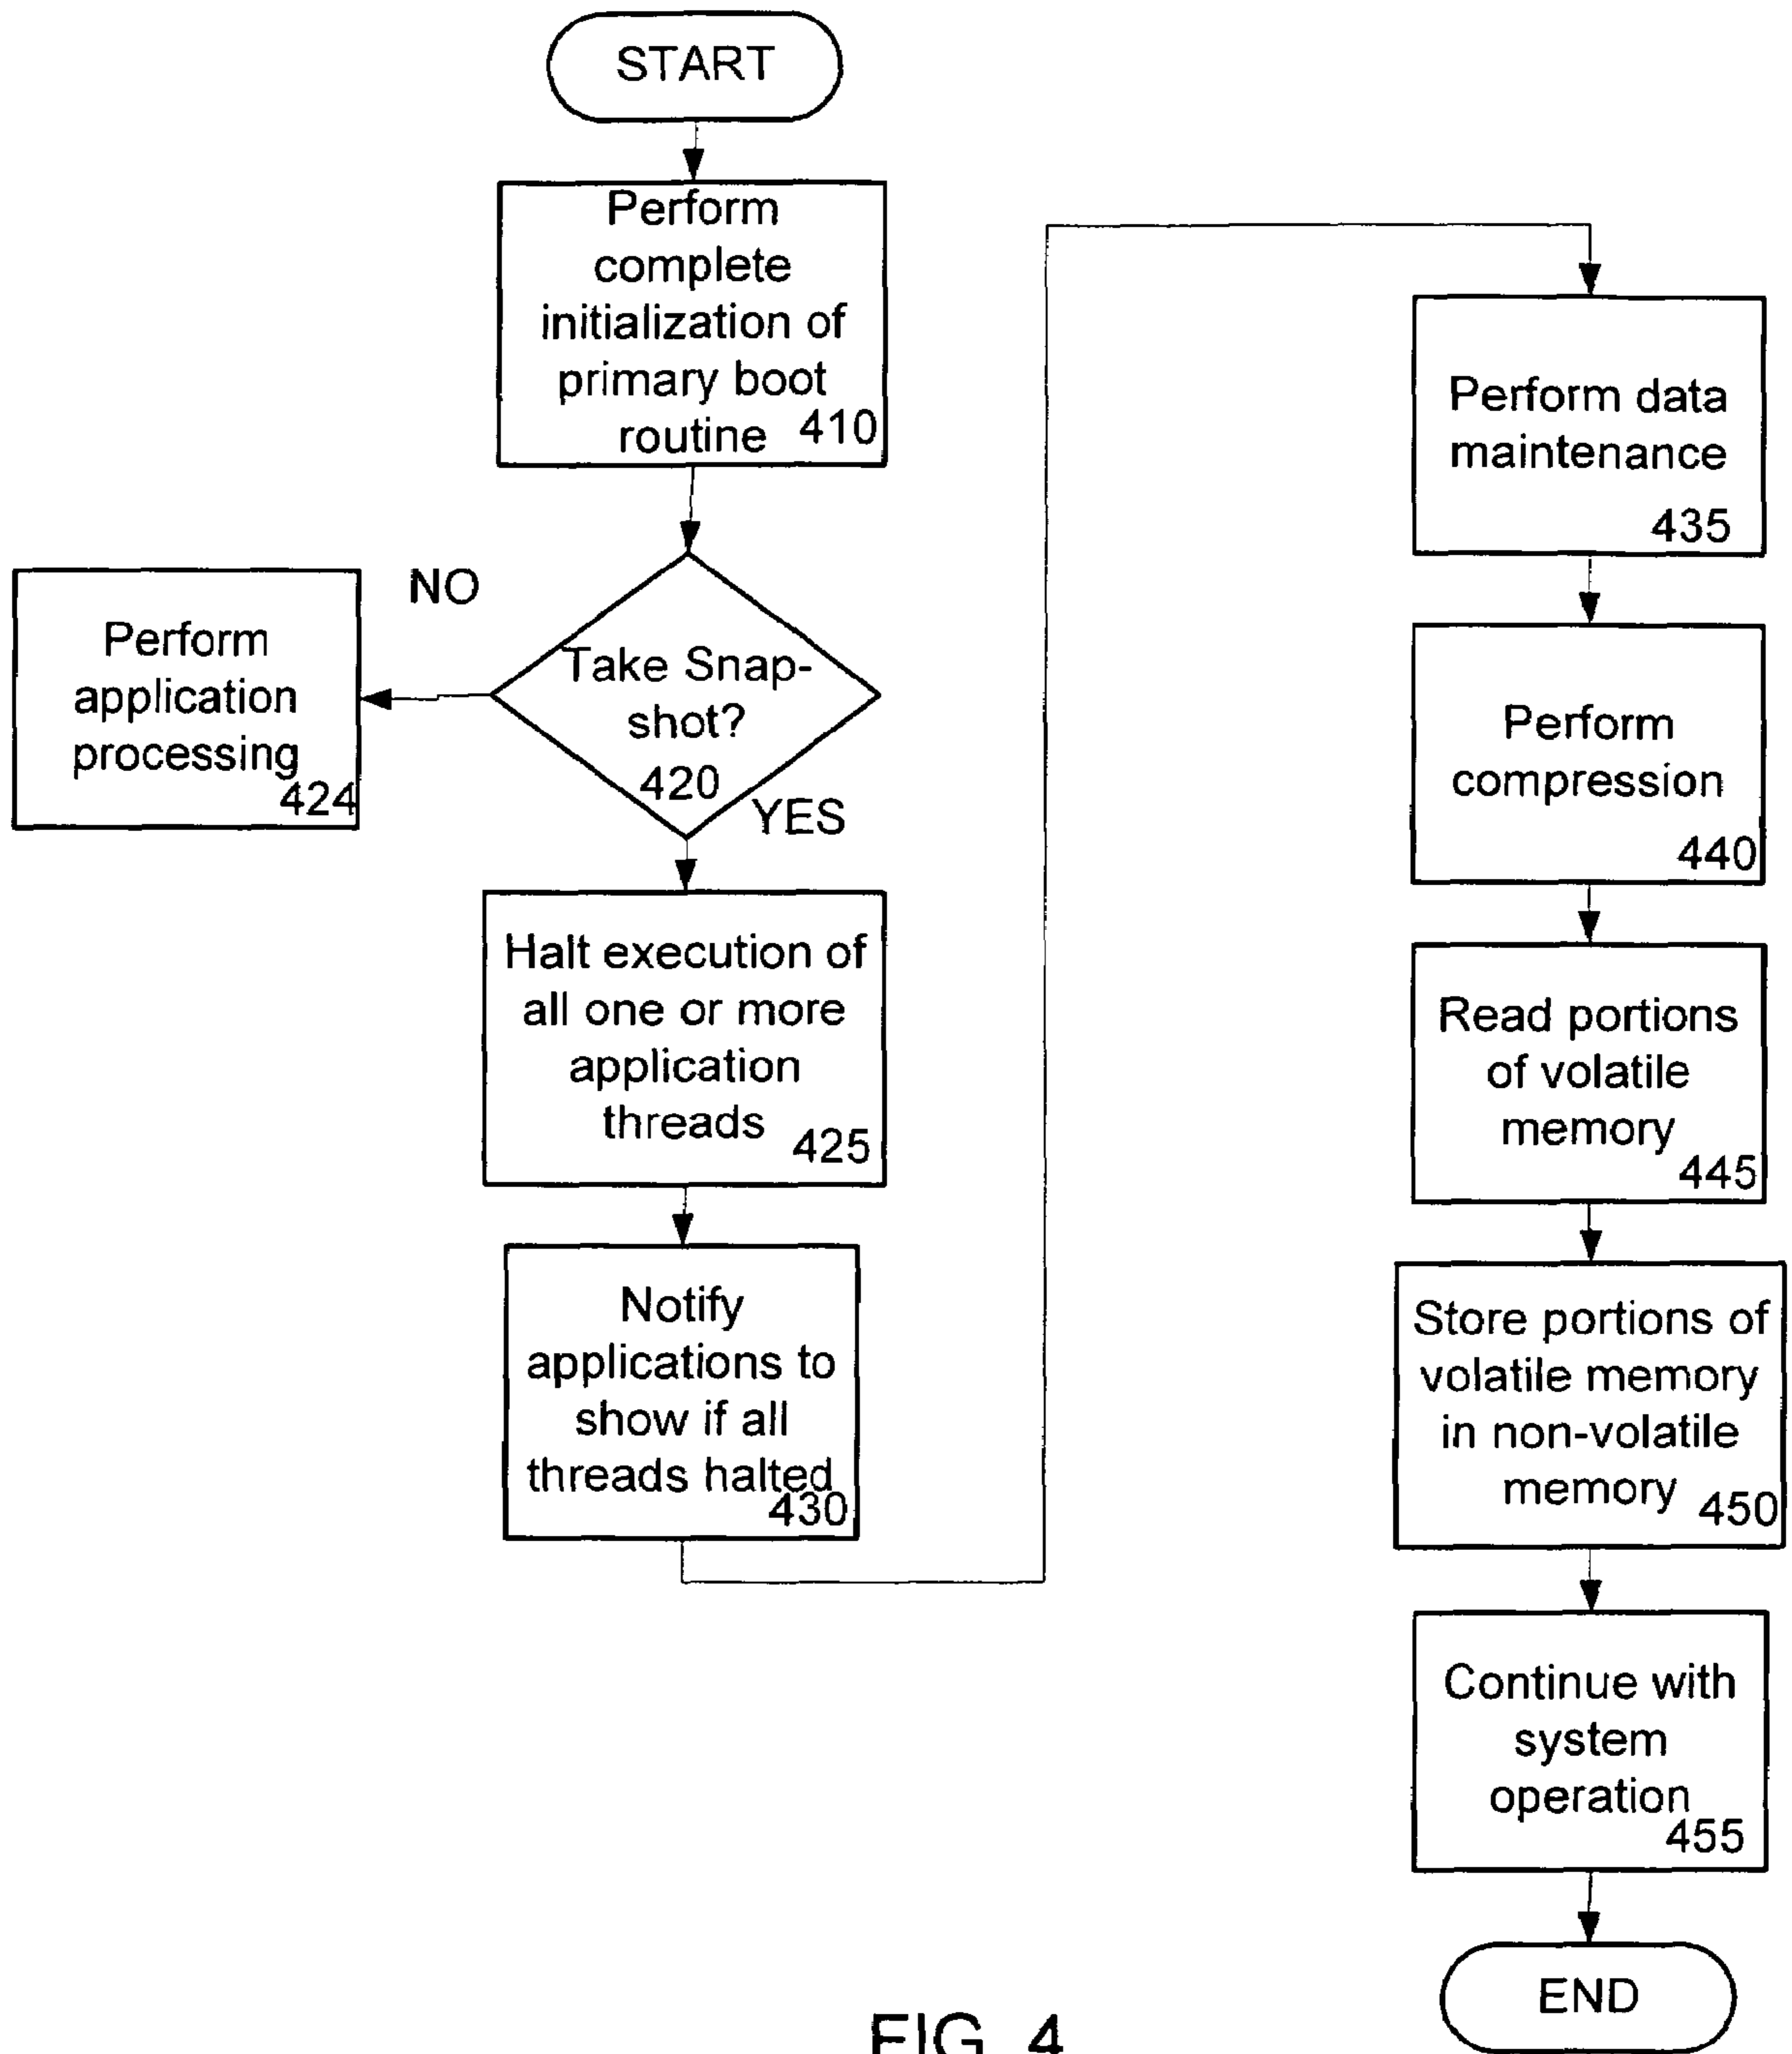 START
Perform
complete
initialization of
primary boot
routine 410
NO
Take Snap-
shot?
420
YES
Perform
application
processing
424
Halt execution of
all one or more
application
threads
425
Notify
applications to
show if all
threads halted
430
Perform data
maintenance
435
Perform
compression
440
Read portions
of volatile
memory
445
Store portions of
volatile memory
in non-volatile
memory 450
Continue with
system
operation
455
END
FIG. 4